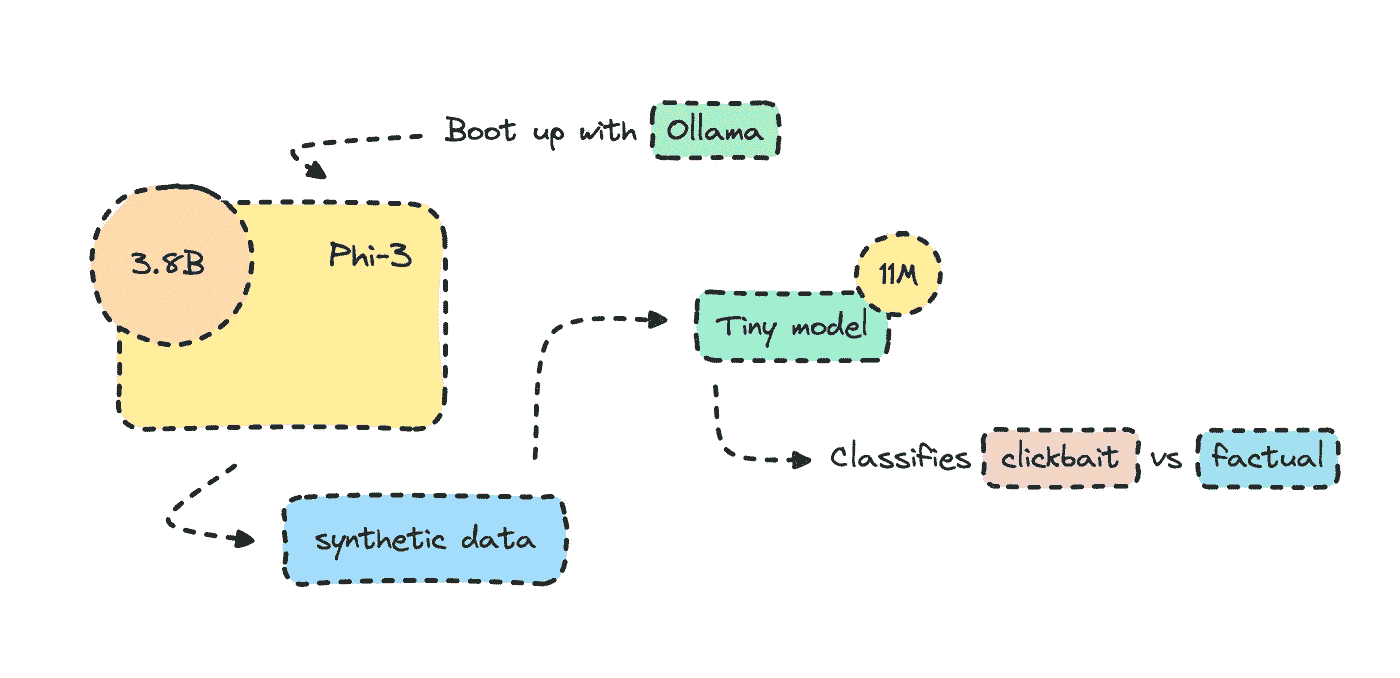 Boot up with Ollama
3.8B
Phi-3
11M
Tiny model
Classifies clickbait vs factual
synthetic data